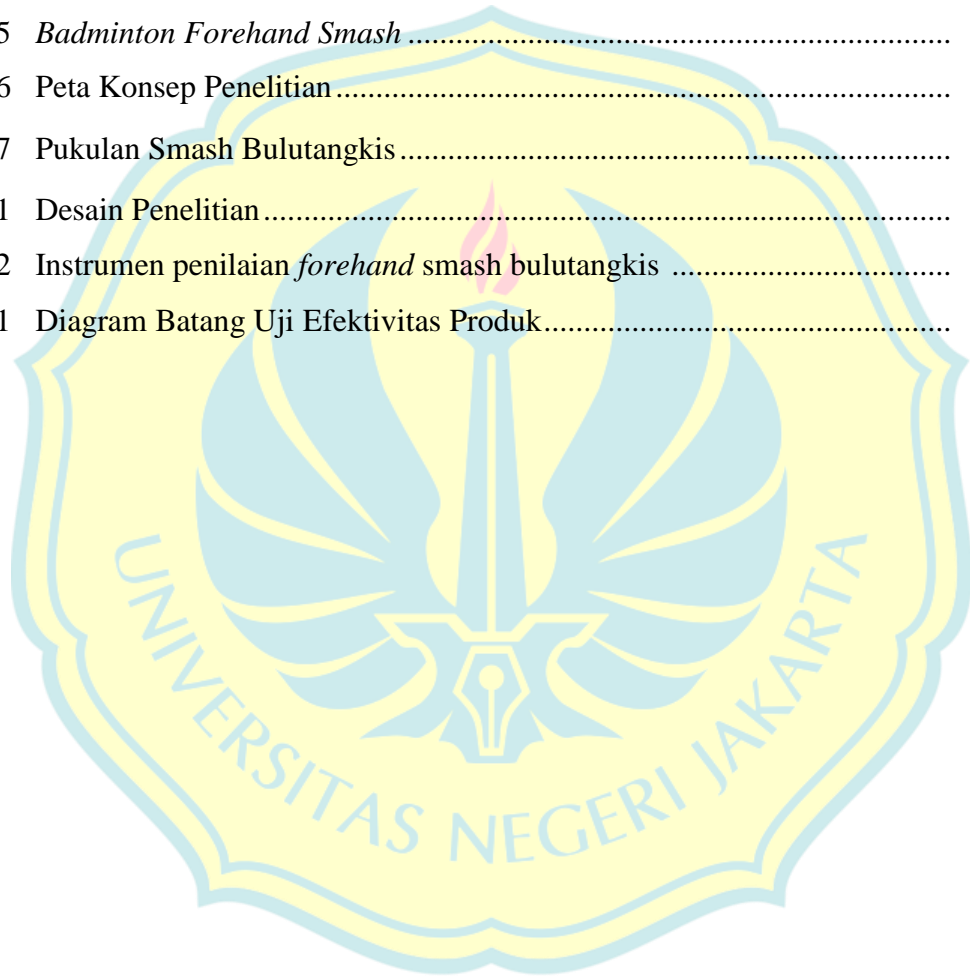 5 Badminton Forehand Smash ....................................................................
6 Peta Konsep Penelitian .............................................................................
7 Pukulan Smash Bulutangkis .....................................................................
1 Desain Penelitian ......................................................................................
2 Instrumen penilaian forehand smash bulutangkis ...................................
1 Diagram Batang Uji Efektivitas Produk ...................................................
UNIVERSITAS NEGERI JAKARTA